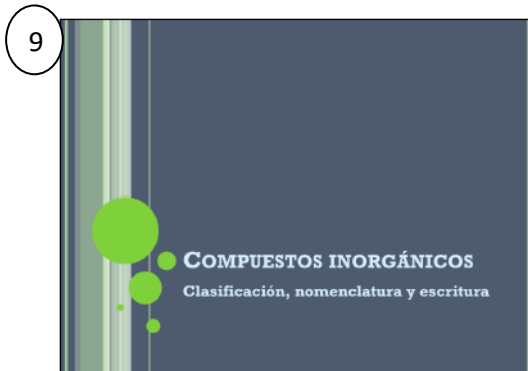 9
COMPUESTOS INORGÁNICOS
Clasificación, nomenclatura y escritura